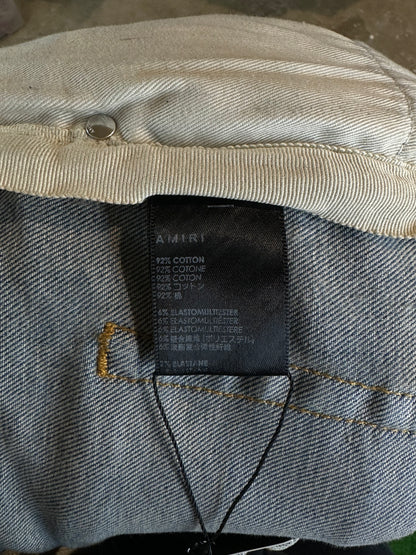 AMIRI
92% COTTON
92% COTONE
92% COTON
92% コットン
92% 棉
6% ELASTOMULTIESTER
6% ELASTOMULTIESTER
6% ELASTOMULTIESTERE
6% 複合繊維 (ポリエステル)
ELASTANE